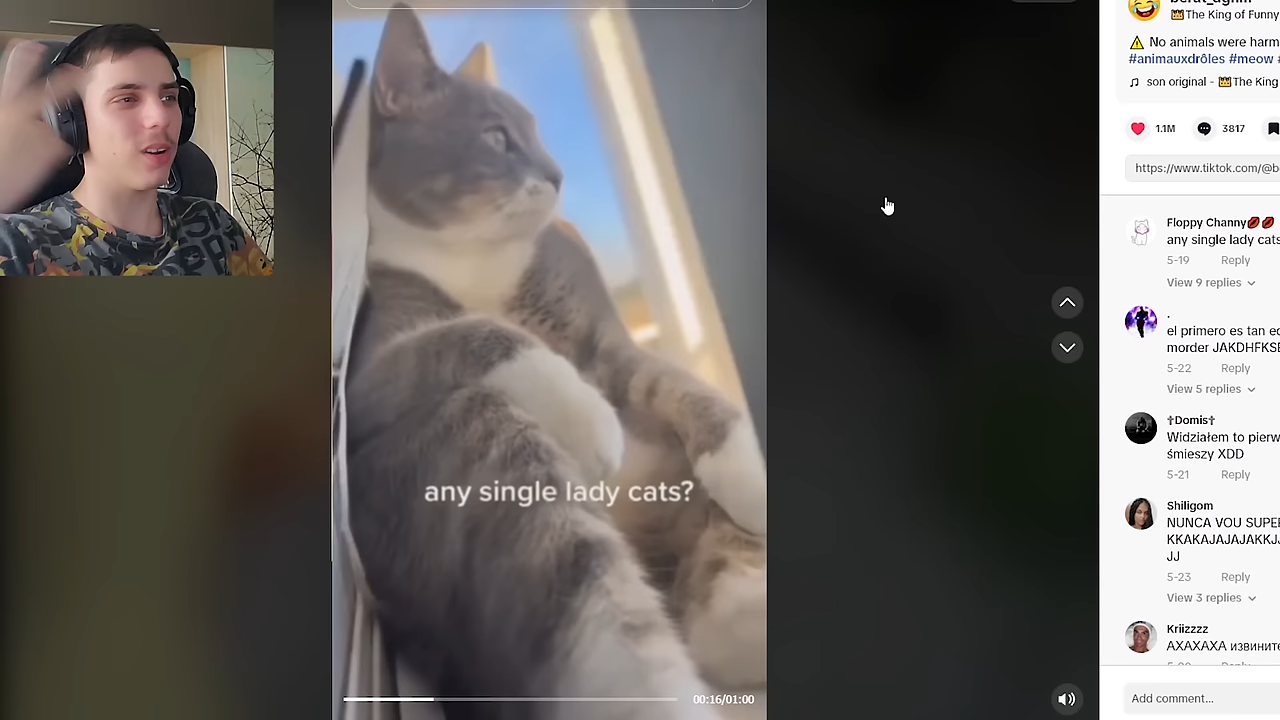 any single lady cats?
00:16/01:00
The King of Funny
No animals were harm
#animauxdrôles #meow
son original - The King
1.1M
3817
https://www.tiktok.com/@b
Floppy Channy
any single lady cats
5-19 Reply
View 9 replies
.
el primero es tan
morder JAKDHFKS
5-22 Reply
View 5 replies
†Domis†
Widziałem to pierw
śmieszy XDD
5-21 Reply
Shiligom
NUNCA VOU SUPE
KKAKAJAJAJAKKJ
JJ
5-23 Reply
View 3 replies
Kriizzzz
АХАХАХА извините
Add comment...